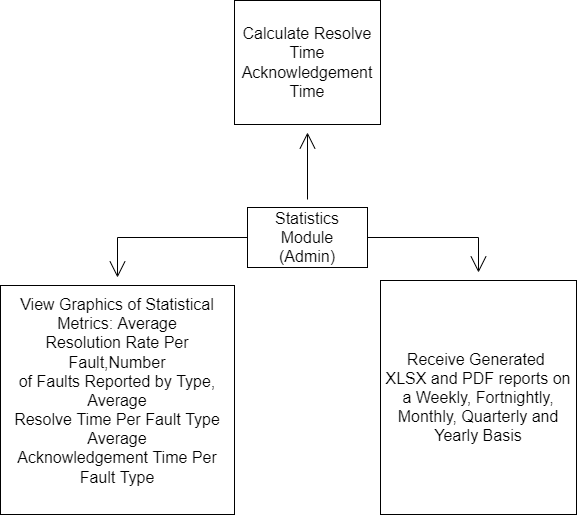 Calculate Resolve
Time
Acknowledgement
Time
Statistics
Module
(Admin)
View Graphics of Statistical
Metrics: Average
Resolution Rate Per
Fault,Number
of Faults Reported by Type,
Average
Resolve Time Per Fault Type
Average
Acknowledgement Time Per
Fault Type
Receive Generated
XLSX and PDF reports on
a Weekly, Fortnightly,
Monthly, Quarterly and
Yearly Basis